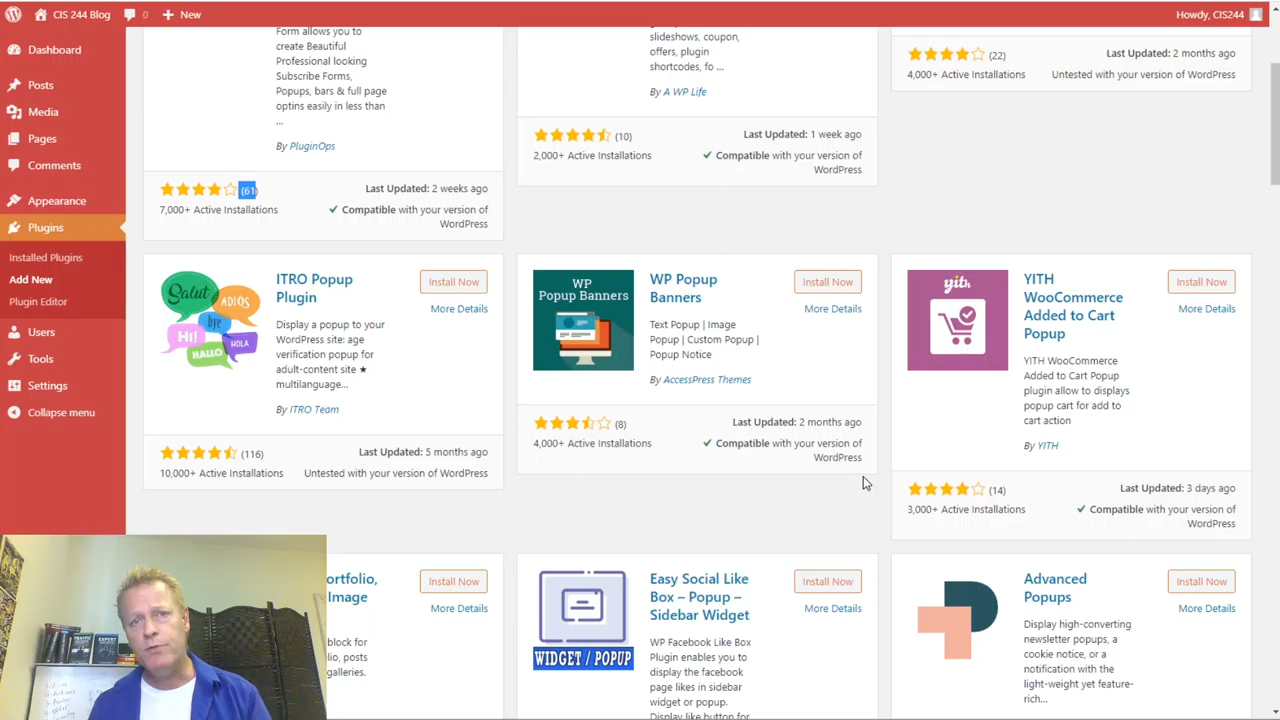 CIS 244 Blog
0
New
Howdy, CIS244
Dashboard
Posts
Media
Pages
Comments
Appearance
Plugins
Installed Plugins
Add New
Plugin Editor
Users
Tools
Settings
Collapse menu
Form allows you to
create Beautiful
Professional looking
Subscribe Forms,
Popups, bars & full page
optins easily in less than
...
By PluginOps
(61)
Last Updated: 2 weeks ago
7,000+ Active Installations
Compatible with your version of
WordPress
slideshows, coupon,
offers, plugin
shortcodes, fo ...
By A WP Life
(10)
Last Updated: 1 week ago
2,000+ Active Installations
Compatible with your version of
WordPress
(22)
Last Updated: 2 months ago
4,000+ Active Installations
Untested with your version of WordPress
Salut
ADIOS
bye
Hi!
HOLA
HALLO
ITRO Popup
Plugin
Install Now
More Details
Display a popup to your
WordPress site: age
verification popup for
adult-content site ★
multilanguage...
By ITRO Team
(116)
Last Updated: 5 months ago
10,000+ Active Installations
Untested with your version of WordPress
WP
Popup Banners
WP Popup
Banners
Install Now
More Details
Text Popup | Image
Popup | Custom Popup |
Popup Notice
By AccessPress Themes
(8)
Last Updated: 2 months ago
4,000+ Active Installations
Compatible with your version of
WordPress
yith
YITH
WooCommerce
Added to Cart
Popup
Install Now
More Details
YITH WooCommerce
Added to Cart Popup
plugin allow to displays
popup cart for add to
cart action
By YITH
(14)
Last Updated: 3 days ago
3,000+ Active Installations
Compatible with your version of
WordPress
ortfolio,
Image
Install Now
More Details
block for
folio, posts
galleries.
WIDGET / POPUP
Easy Social Like
Box – Popup –
Sidebar Widget
Install Now
More Details
WP Facebook Like Box
Plugin enables you to
display the facebook
page likes in sidebar
widget or popup.
Display like button for
Advanced
Popups
Install Now
More Details
Display high-converting
newsletter popups, a
cookie notice, or a
notification with the
light-weight yet feature-
rich...
TRAFFIC
SECRETS
EXPERT
SECRETS